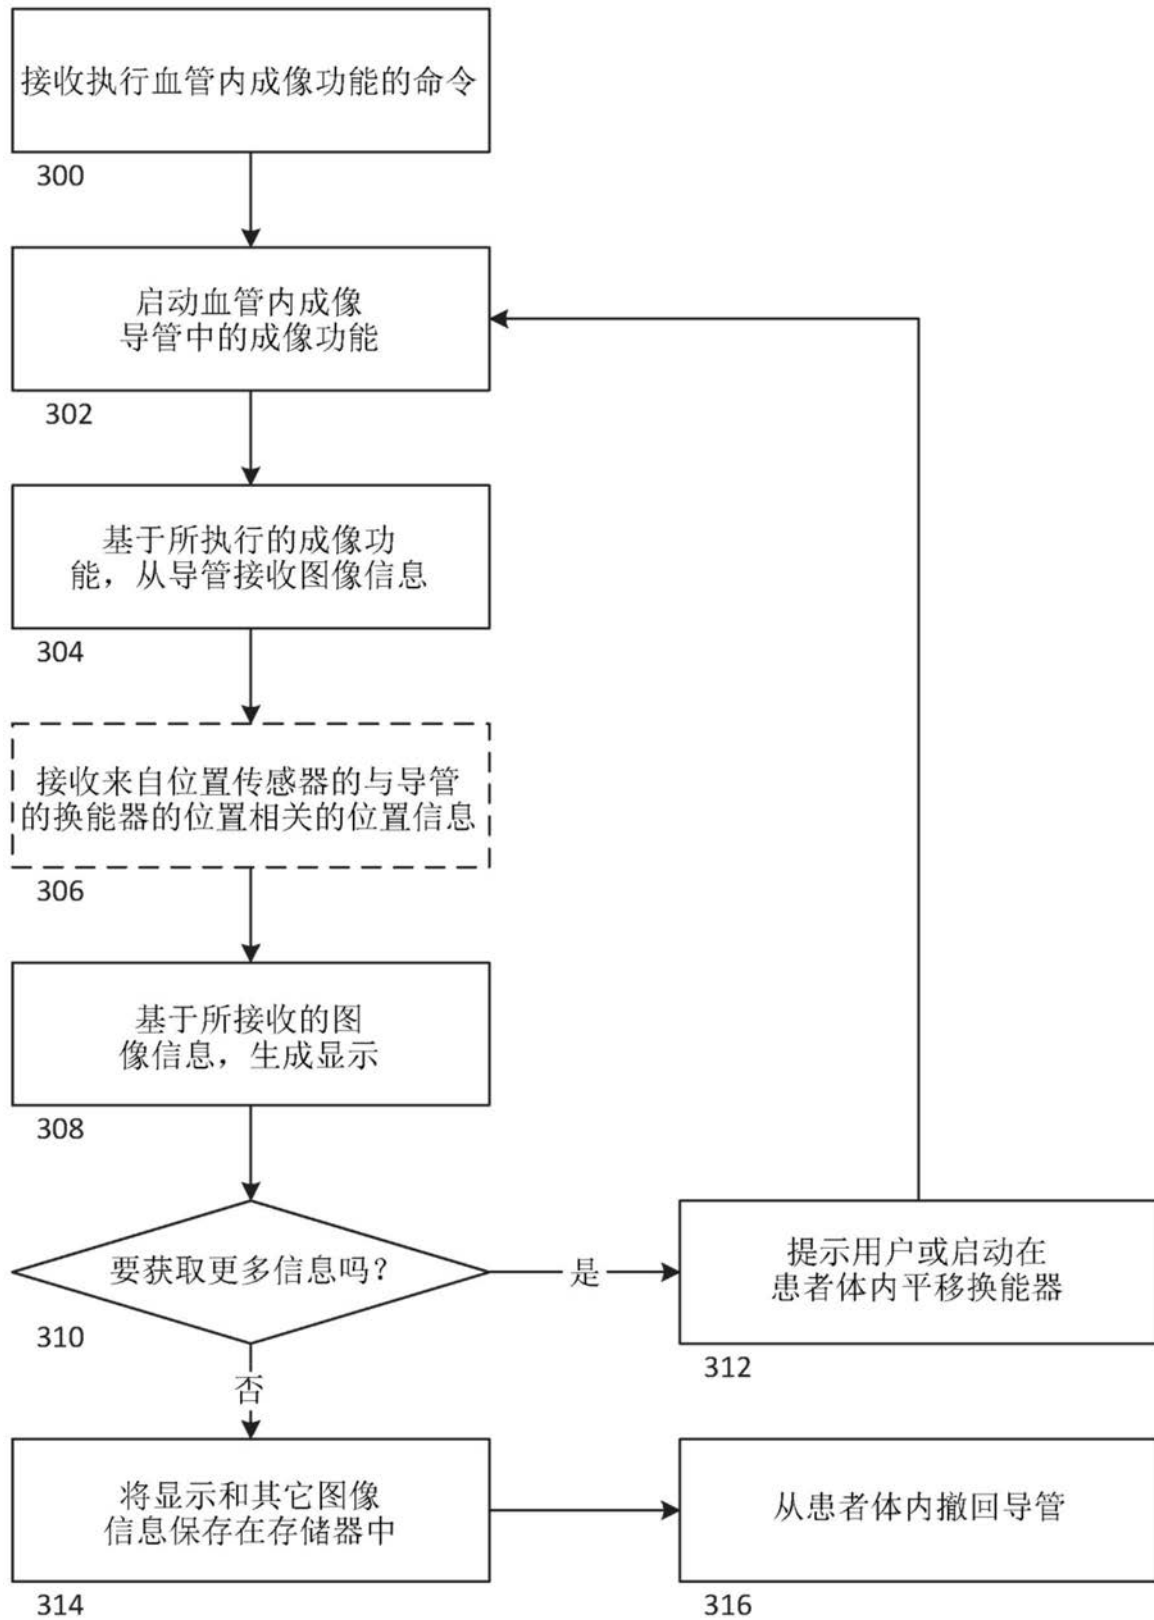 接收执行血管内成像功能的命令
300
启动血管内成像
导管中的成像功能
302
基于所执行的成像功
能，从导管接收图像信息
304
接收来自位置传感器的与导管
的换能器的位置相关的位置信息
306
基于所接收的图
像信息，生成显示
308
要获取更多信息吗？
310
是
提示用户或启动在
患者体内平移换能器
312
否
将显示和其它图像
信息保存在存储器中
314
从患者体内撤回导管
316